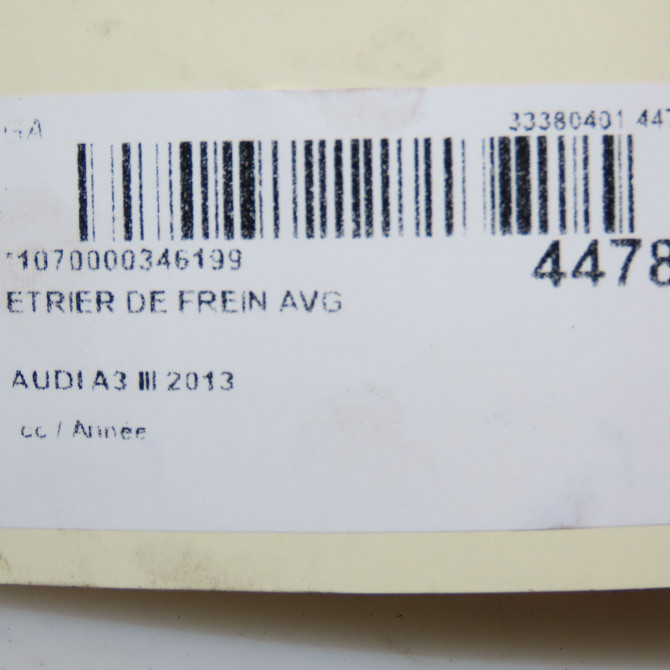 33380401 447
*1070000346199
4478
ETRIER DE FREIN AVG
AUDI A3 III 2013
cc / Année